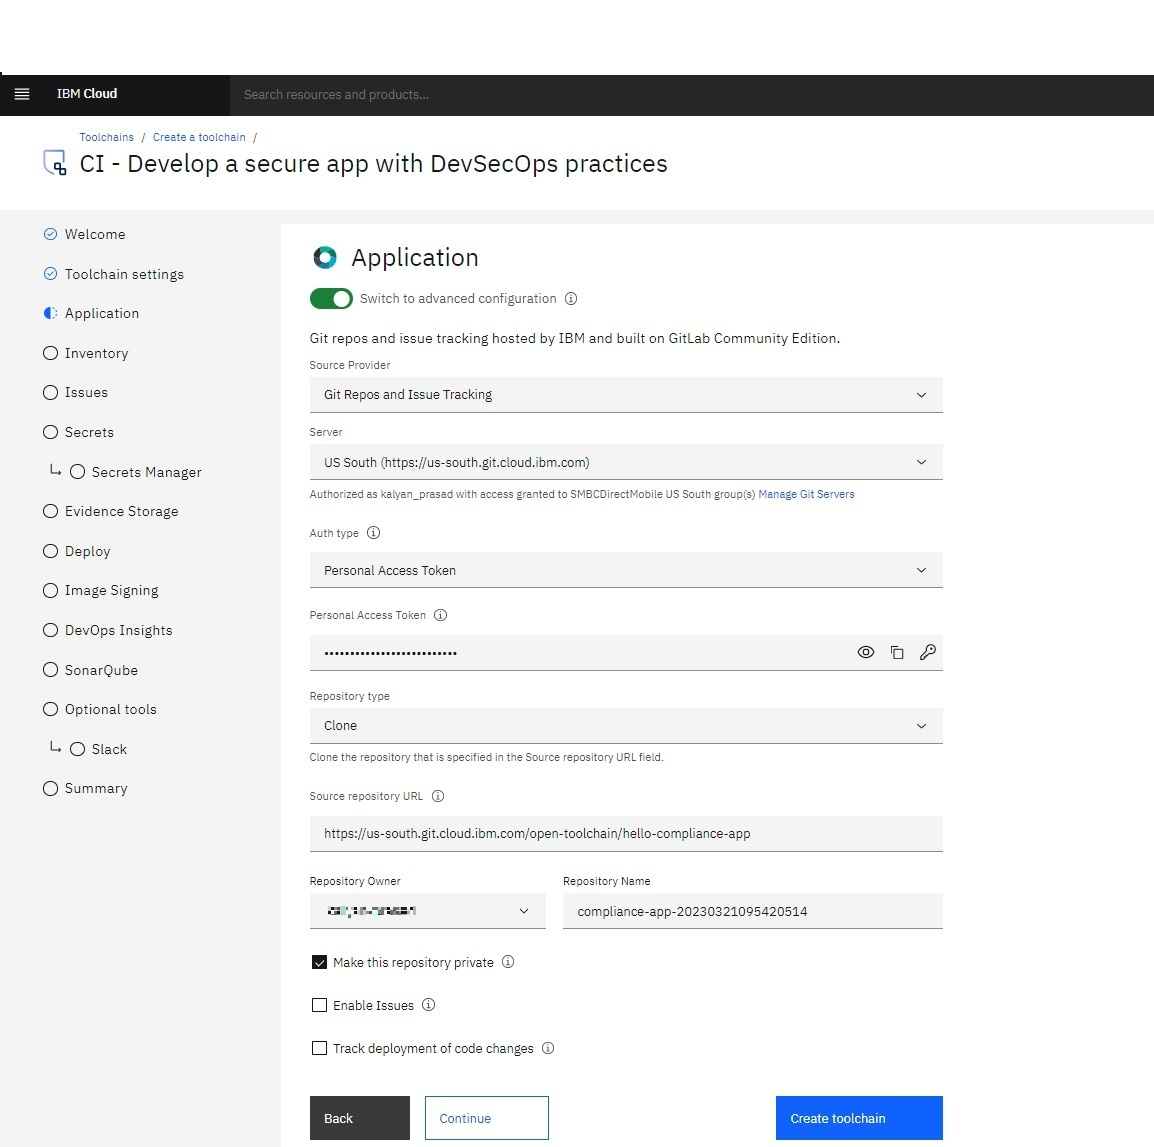 IBM Cloud
Search resources and products...
Toolchains / Create a toolchain /
CI - Develop a secure app with DevSecOps practices
Welcome
Toolchain settings
Application
Inventory
Issues
Secrets
Secrets Manager
Evidence Storage
Deploy
Image Signing
DevOps Insights
SonarQube
Optional tools
Slack
Summary
Application
Switch to advanced configuration
Git repos and issue tracking hosted by IBM and built on GitLab Community Edition.
Source Provider
Git Repos and Issue Tracking
Server
US South (https://us-south.git.cloud.ibm.com)
Authorized as kalyan_prasad with access granted to SMBCDirectMobile US South group(s) Manage Git Servers
Auth type
Personal Access Token
Personal Access Token
••••••••••••••••••••••••••
Repository type
Clone
Clone the repository that is specified in the Source repository URL field.
Source repository URL
https://us-south.git.cloud.ibm.com/open-toolchain/hello-compliance-app
Repository Owner
Repository Name
compliance-app-20230321095420514
Make this repository private
Enable Issues
Track deployment of code changes
Back
Continue
Create toolchain